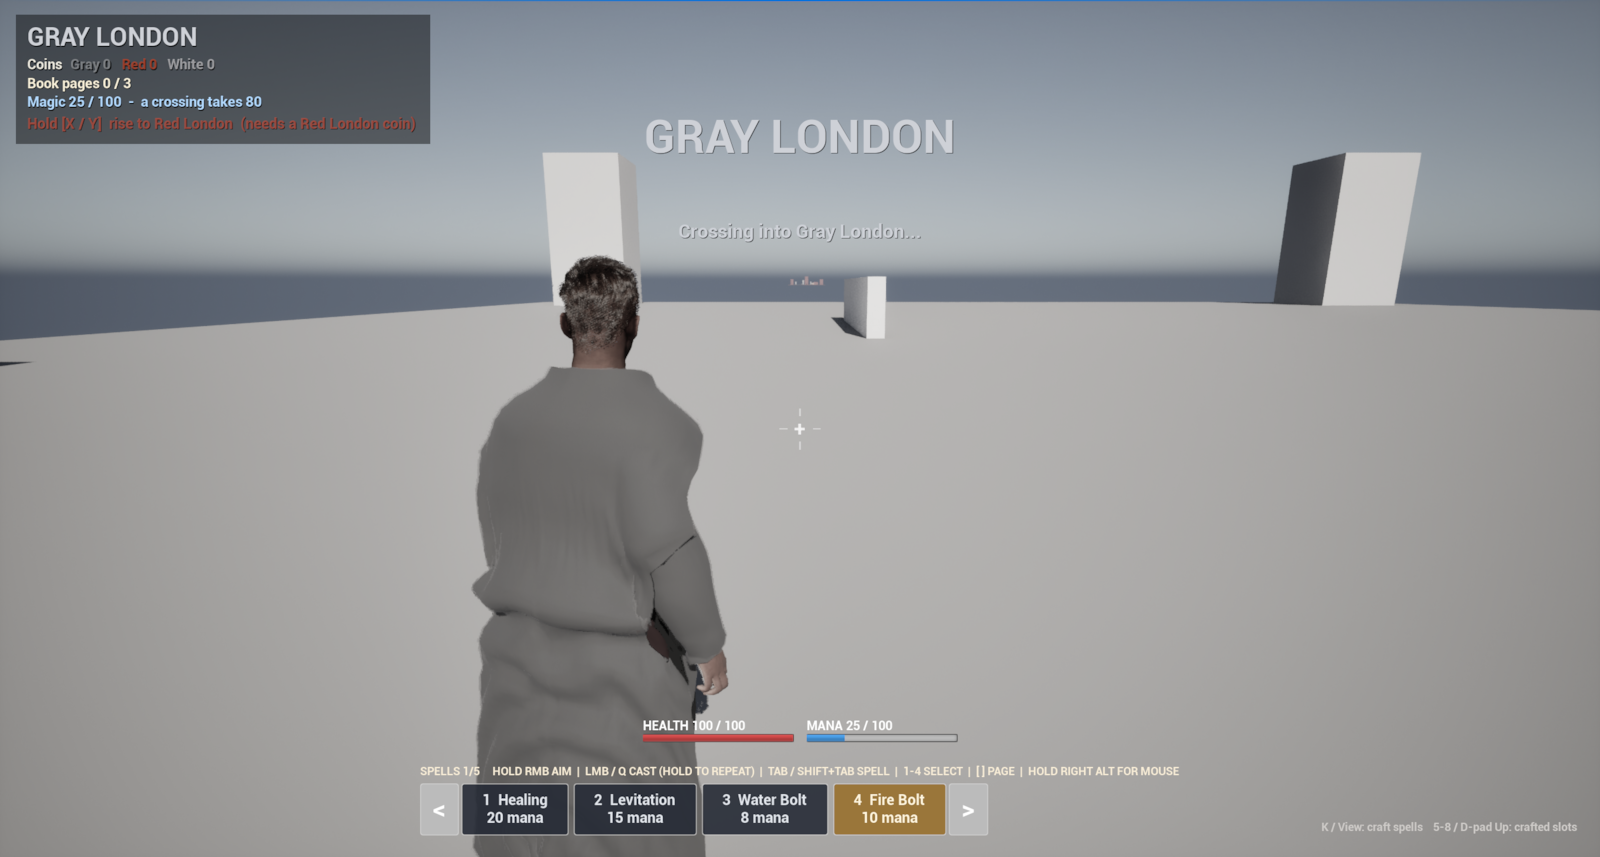 GRAY LONDON
Coins Gray 0 Red 0 White 0
Book pages 0 / 3
Magic 25 / 100 - a crossing takes 80
Hold [X / Y] rise to Red London (needs a Red London coin)
GRAY LONDON
Crossing into Gray London...
HEALTH 100 / 100 MANA 25 / 100
SPELLS 1/5 HOLD RMB AIM | LMB / Q CAST (HOLD TO REPEAT) | TAB / SHIFT+TAB SPELL | 1-4 SELECT | [ ] PAGE | HOLD RIGHT ALT FOR MOUSE
< 1 Healing 2 Levitation 3 Water Bolt 4 Fire Bolt >
20 mana 15 mana 8 mana 10 mana
K / View: craft spells 5-8 / D-pad Up: crafted slots